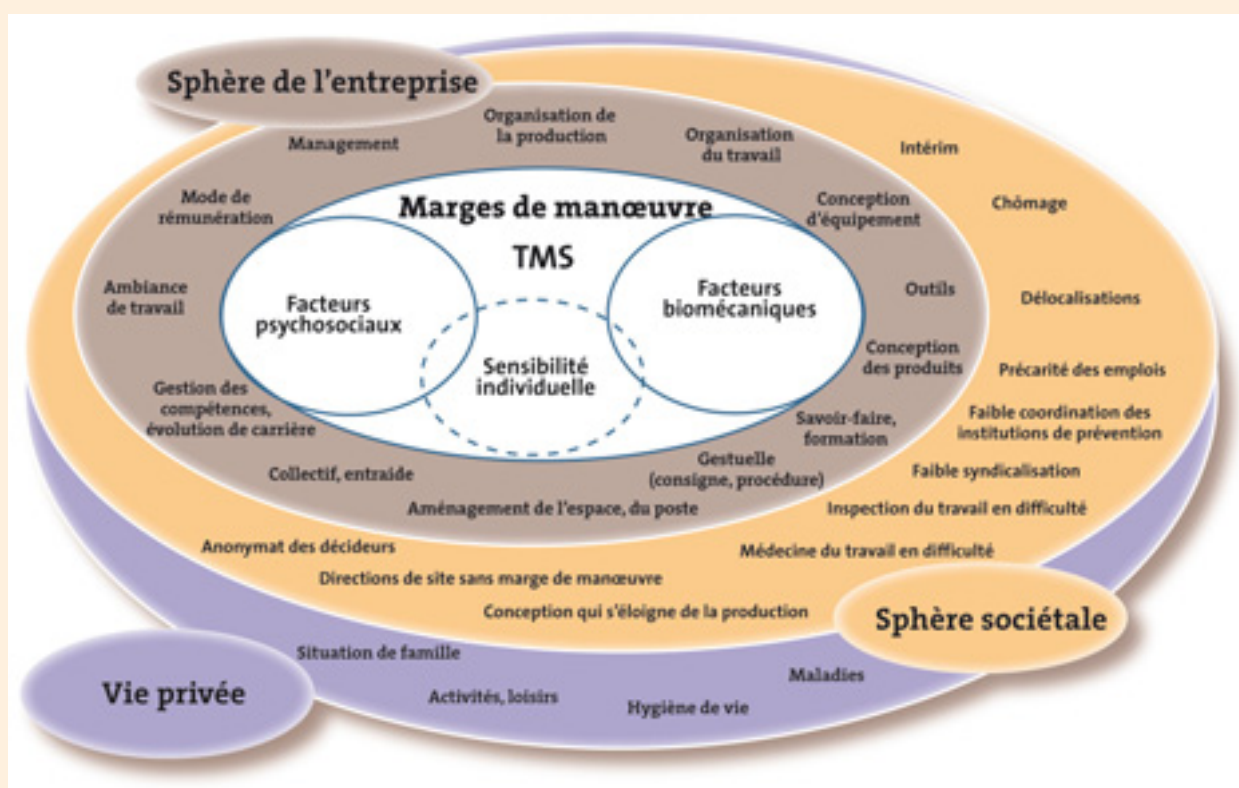 Sphère de l'entreprise
Management
Organisation de
la production
Organisation
du travail
Intérim
Mode de
rémunération
Marges de manœuvre
Conception
d'équipement
Chômage
TMS
Ambiance
de travail
Facteurs
psychosociaux
Facteurs
biomécaniques
Outils
Délocalisations
Sensibilité
individuelle
Conception
des produits
Précarité des emplois
Gestion des
compétences,
évolution de carrière
Savoir-faire,
formation
Faible coordination des
institutions de prévention
Collectif, entraide
Gestuelle
(consigne, procédure)
Faible syndicalisation
Aménagement de l'espace, du poste
Inspection du travail en difficulté
Anonymat des décideurs
Médecine du travail en difficulté
Directions de site sans marge de manœuvre
Conception qui s'éloigne de la production
Sphère sociétale
Situation de famille
Vie privée
Activités, loisirs
Hygiène de vie
Maladies